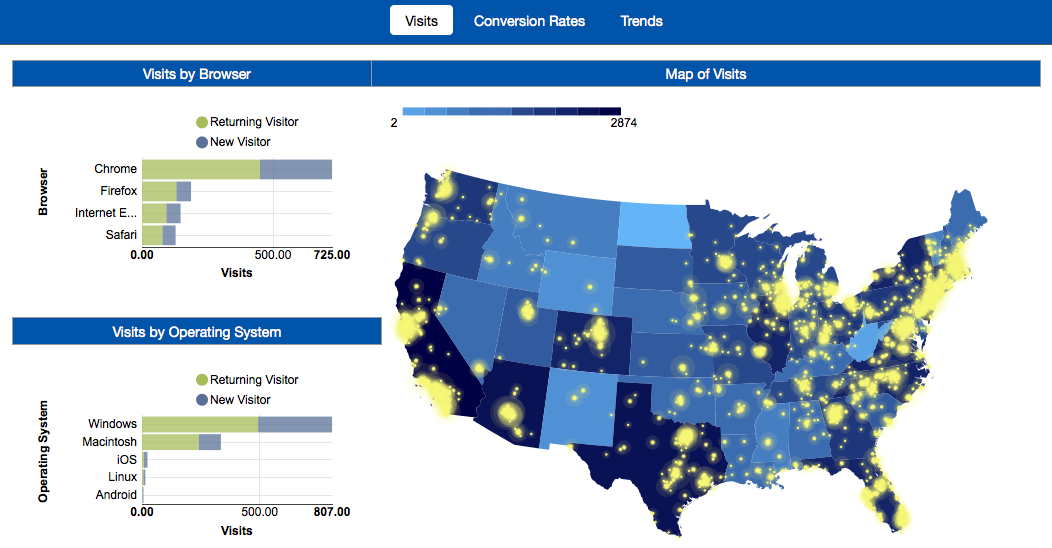 Visits Conversion Rates Trends
Visits by Browser
Map of Visits
Returning Visitor
New Visitor
Browser
Chrome
Firefox
Internet E...
Safari
0.00 500.00 725.00
Visits
2 2874
Visits by Operating System
Returning Visitor
New Visitor
Operating System
Windows
Macintosh
iOS
Linux
Android
0.00 500.00 807.00
Visits